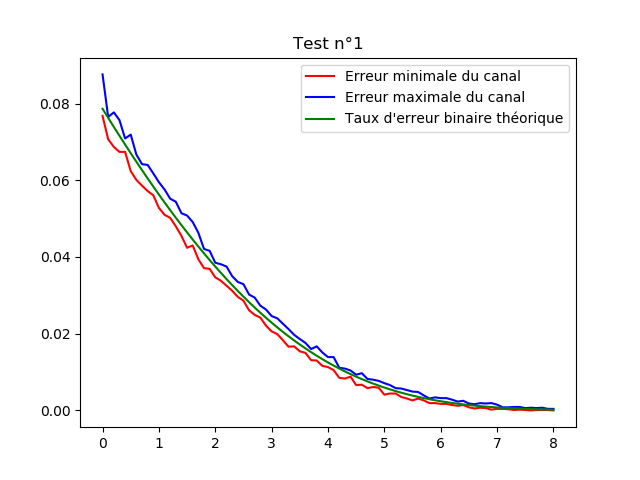 Test n°1
Erreur minimale du canal
Erreur maximale du canal
Taux d'erreur binaire théorique
0.08
0.06
0.04
0.02
0.00
0 1 2 3 4 5 6 7 8